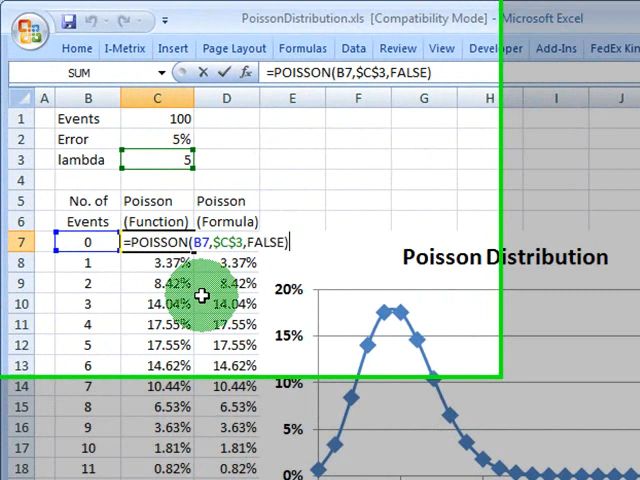 PoissonDistribution.xls [Compatibility Mode] - Microsoft Excel
Home I-Metrix Insert Page Layout Formulas Data Review View Developer Add-Ins FedEx Kin
SUM fx =POISSON(B7,$C$3,FALSE)
A B C D E F G H I J
1 Events 100
2 Error 5%
3 lambda 5
4
5 No. of Poisson Poisson
6 Events (Function) (Formula)
7 0 =POISSON(B7,$C$3,FALSE)
8 1 3.37% 3.37%
9 2 8.42% 8.42%
10 3 14.04% 14.04%
11 4 17.55% 17.55%
12 5 17.55% 17.55%
13 6 14.62% 14.62%
14 7 10.44% 10.44%
15 8 6.53% 6.53%
16 9 3.63% 3.63%
17 10 1.81% 1.81%
18 11 0.82% 0.82%
Poisson Distribution
20%
15%
10%
5%
0%